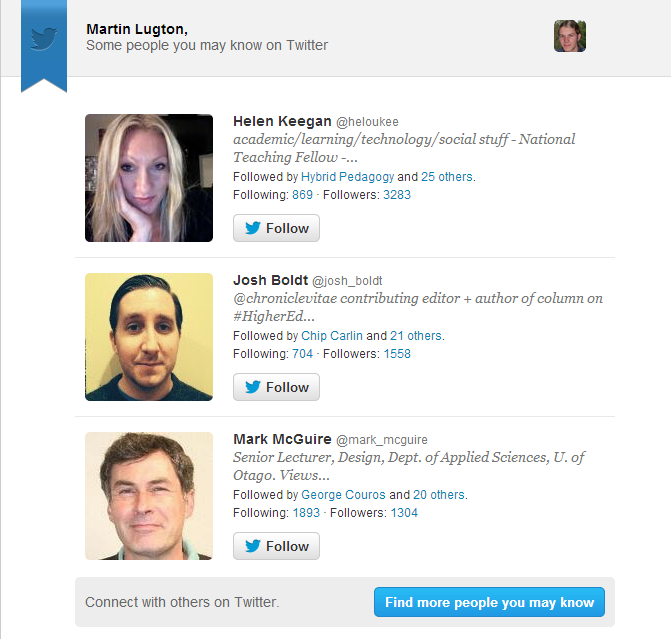 Martin Lugton,
Some people you may know on Twitter
Helen Keegan @heloukee
academic/learning/technology/social stuff - National
Teaching Fellow -...
Followed by Hybrid Pedagogy and 25 others.
Following: 869 · Followers: 3283
Follow
Josh Boldt @josh_boldt
@chroniclevitae contributing editor + author of column on
#HigherEd...
Followed by Chip Carlin and 21 others.
Following: 704 · Followers: 1558
Follow
Mark McGuire @mark_mcguire
Senior Lecturer, Design, Dept. of Applied Sciences, U. of
Otago. Views...
Followed by George Couros and 20 others.
Following: 1893 · Followers: 1304
Follow
Connect with others on Twitter.
Find more people you may know